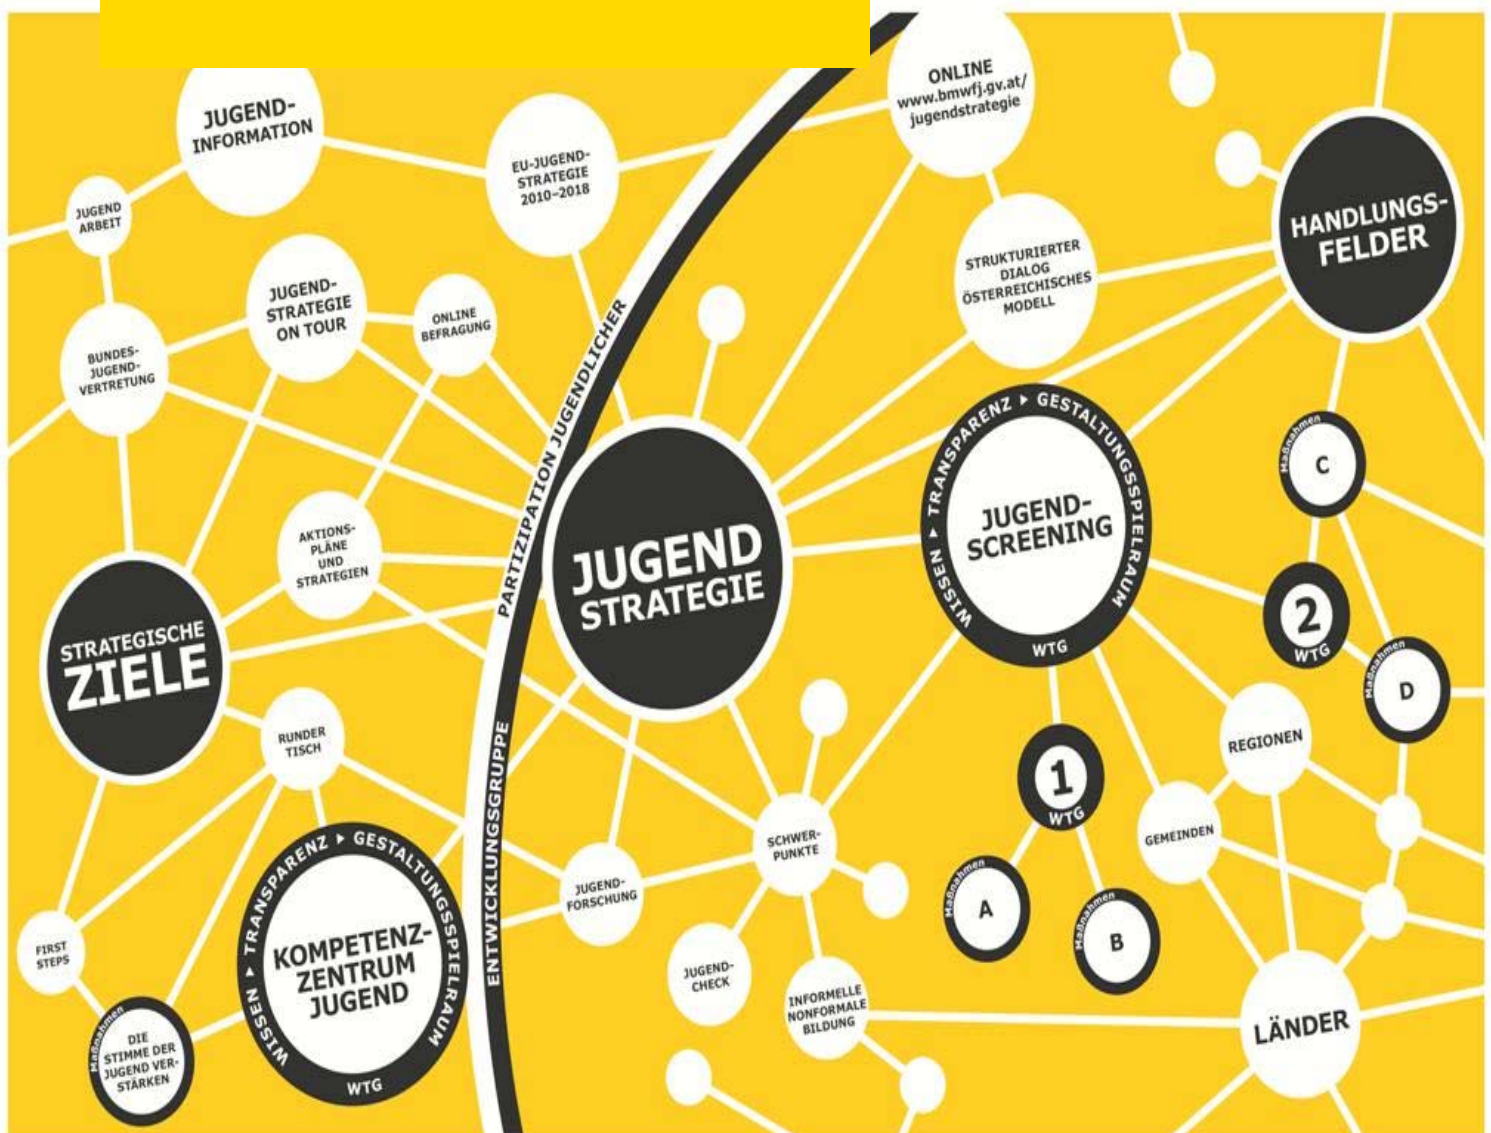 JUGEND-
INFORMATION
EU-JUGEND-
STRATEGIE
2010–2018
ONLINE
www.bmwfj.gv.at/
jugendstrategie
JUGEND
ARBEIT
JUGEND-
STRATEGIE
ON TOUR
ONLINE
BEFRAGUNG
STRUKTURIERTER
DIALOG
ÖSTERREICHISCHES
MODELL
HANDLUNGS-
FELDER
BUNDES-
JUGEND-
VERTRETUNG
PARTIZIPATION JUGENDLICHER
ENTWICKLUNGSGRUPPE
AKTIONS-
PLÄNE
UND
STRATEGIEN
JUGEND
STRATEGIE
WISSEN ▸ TRANSPARENZ ▸ GESTALTUNGSSPIELRAUM
JUGEND-
SCREENING
WTG
Maßnahmen
C
2
WTG
Maßnahmen
D
STRATEGISCHE
ZIELE
RUNDER
TISCH
REGIONEN
1
WTG
GEMEINDEN
SCHWER-
PUNKTE
JUGEND-
FORSCHUNG
Maßnahmen
A
Maßnahmen
B
WISSEN ▸ TRANSPARENZ ▸ GESTALTUNGSSPIELRAUM
KOMPETENZ-
ZENTRUM
JUGEND
WTG
FIRST
STEPS
JUGEND-
CHECK
INFORMELLE
NONFORMALE
BILDUNG
LÄNDER
Maßnahmen
DIE
STIMME DER
JUGEND VER-
STÄRKEN